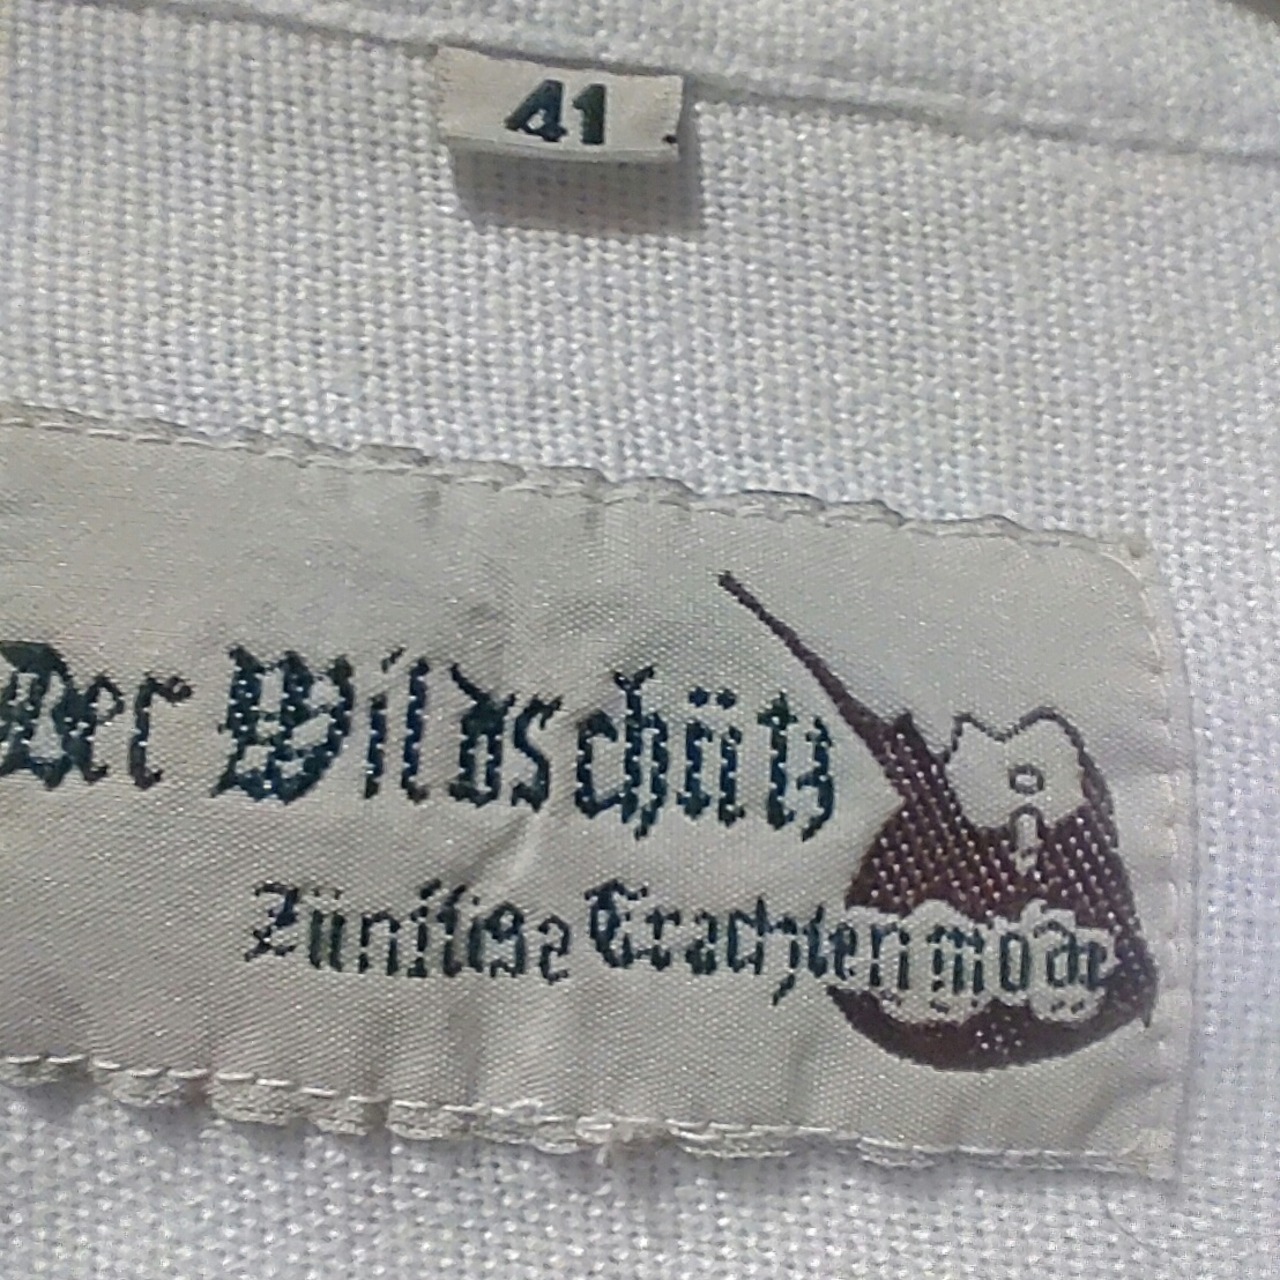 41
Der Wildschütz
Zünftige Trachtenmode